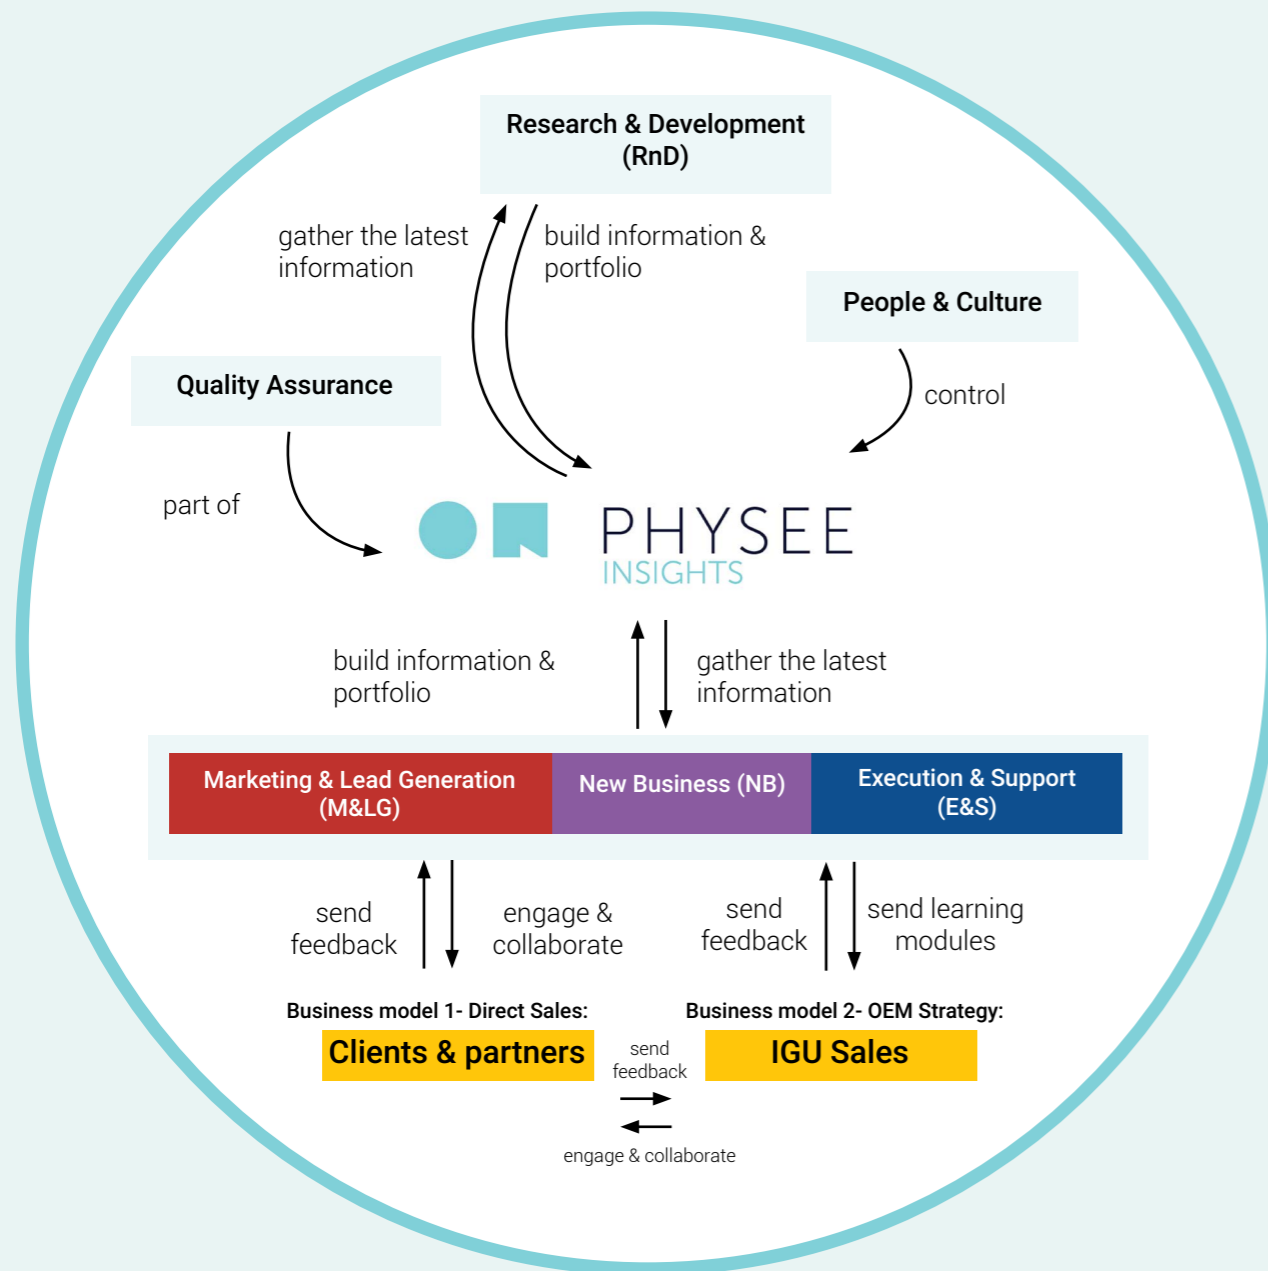 Research & Development
(RnD)
gather the latest
information
build information &
portfolio
People & Culture
control
Quality Assurance
part of
PHYSEE
INSIGHTS
build information &
portfolio
gather the latest
information
Marketing & Lead Generation
(M&LG)
New Business (NB)
Execution & Support
(E&S)
send
feedback
engage &
collaborate
send
feedback
send learning
modules
Business model 1- Direct Sales:
Clients & partners
send
feedback
engage & collaborate
Business model 2- OEM Strategy:
IGU Sales